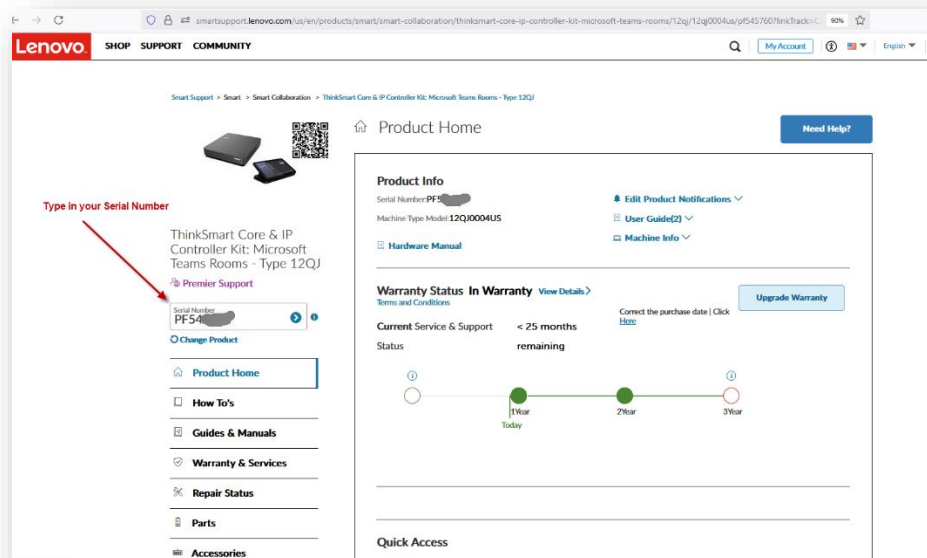 smartsupport.lenovo.com/us/en/products/smart/smart-collaboration/thinksmart-core-ip-controller-kit-microsoft-teams-rooms/12qj/12qj0004us/pf545760?linkTrack=C 90%
Lenovo. SHOP SUPPORT COMMUNITY My Account English
Smart Support > Smart > Smart Collaboration > ThinkSmart Core & IP Controller Kit: Microsoft Teams Rooms - Type 12QJ
Product Home
Need Help?
Type in your Serial Number
ThinkSmart Core & IP
Controller Kit: Microsoft
Teams Rooms - Type 12QJ
Premier Support
Serial Number
PF54
Change Product
Product Home
How To's
Guides & Manuals
Warranty & Services
Repair Status
Parts
Accessories
Product Info
Serial Number:PF5
Machine Type Model:12QJ0004US
Hardware Manual
Edit Product Notifications
User Guide(2)
Machine Info
Warranty Status In Warranty View Details >
Terms and Conditions
Upgrade Warranty
Correct the purchase date | Click
Here
Current Service & Support < 25 months
Status remaining
1Year 2Year 3Year
Today
Quick Access